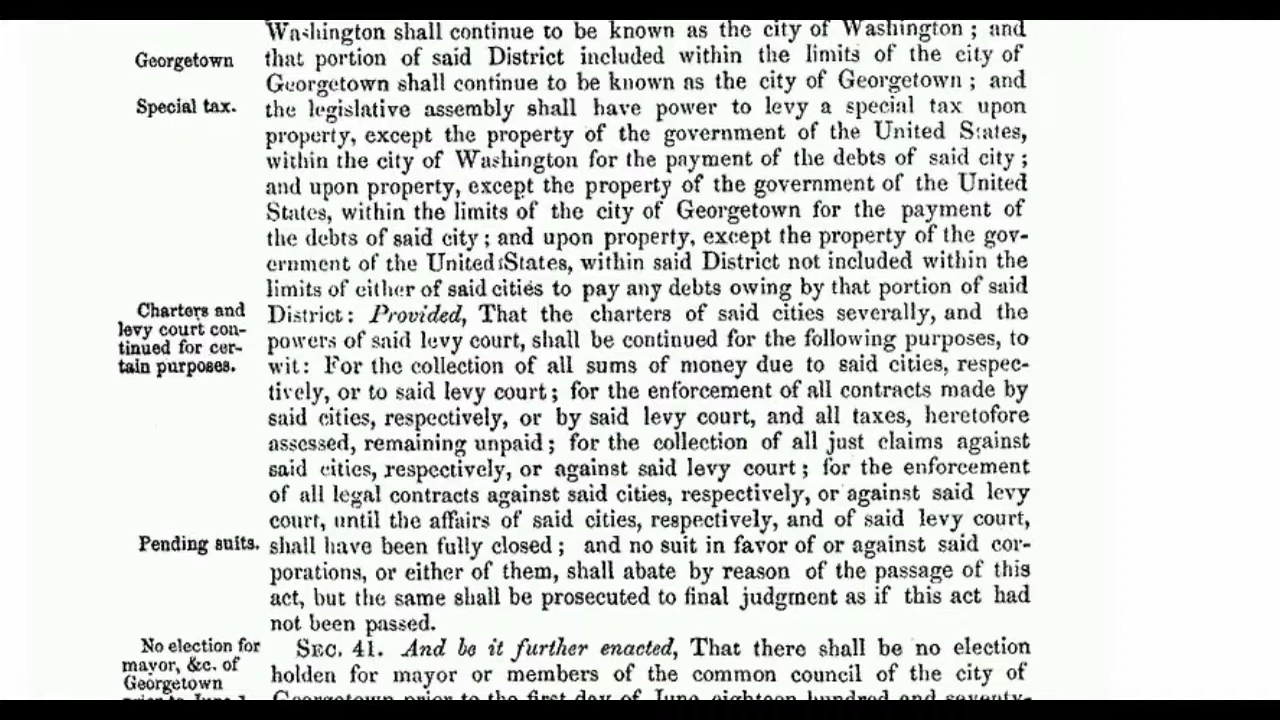 Washington shall continue to be known as the city of Washington ; and
Georgetown
that portion of said District included within the limits of the city of
Georgetown shall continue to be known as the city of Georgetown ; and
Special tax.
the legislative assembly shall have power to levy a special tax upon
property, except the property of the government of the United States,
within the city of Washington for the payment of the debts of said city ;
and upon property, except the property of the government of the United
States, within the limits of the city of Georgetown for the payment of
the debts of said city ; and upon property, except the property of the gov-
ernment of the United States, within said District not included within the
limits of either of said cities to pay any debts owing by that portion of said
Charters and
levy court con-
tinued for cer-
tain purposes.
District : Provided, That the charters of said cities severally, and the
powers of said levy court, shall be continued for the following purposes, to
wit : For the collection of all sums of money due to said cities, respec-
tively, or to said levy court ; for the enforcement of all contracts made by
said cities, respectively, or by said levy court, and all taxes, heretofore
assessed, remaining unpaid ; for the collection of all just claims against
said cities, respectively, or against said levy court ; for the enforcement
of all legal contracts against said cities, respectively, or against said levy
court, until the affairs of said cities, respectively, and of said levy court,
Pending suits.
shall have been fully closed ; and no suit in favor of or against said cor-
porations, or either of them, shall abate by reason of the passage of this
act, but the same shall be prosecuted to final judgment as if this act had
not been passed.
No election for
mayor, &c. of
Georgetown
prior to June 1
SEC. 41. And be it further enacted, That there shall be no election
holden for mayor or members of the common council of the city of
Georgetown prior to the first day of June eighteen hundred and seventy-